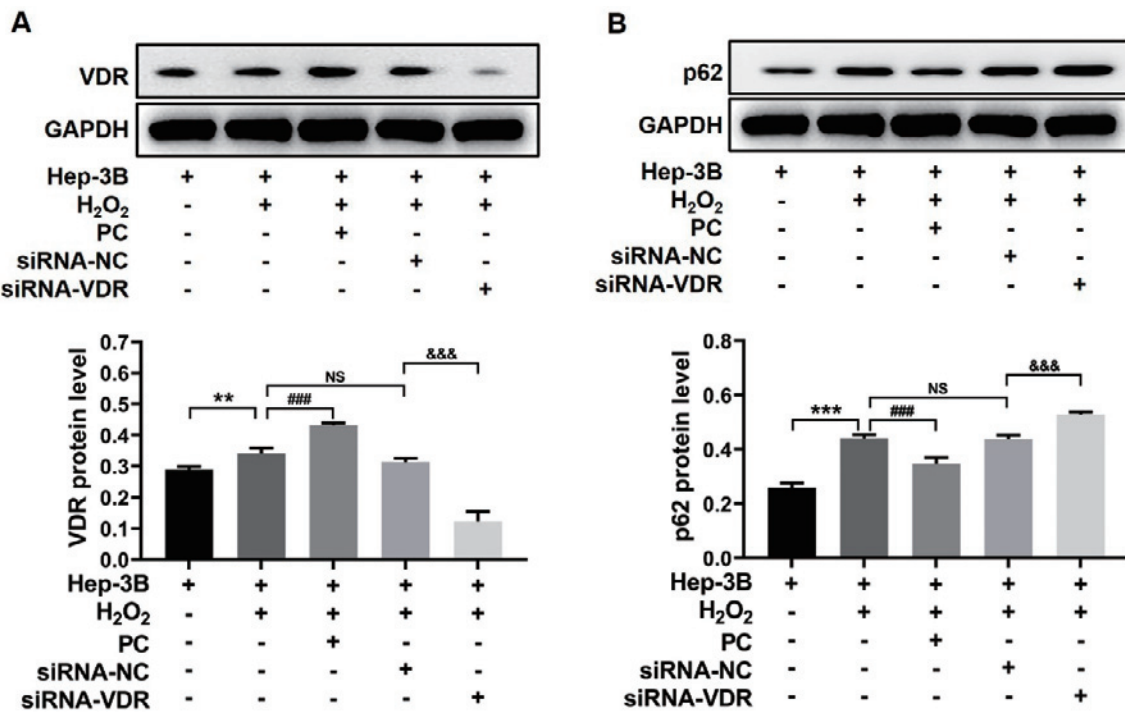 A
VDR
GAPDH
Hep-3B + + + + +
H₂O₂ - + + + +
PC - - + - -
siRNA-NC - - - + -
siRNA-VDR - - - - +
VDR protein level
0.7
0.6
0.5
0.4
0.3
0.2
0.1
0.0
**
###
NS
&&&
Hep-3B + + + + +
H₂O₂ - + + + +
PC - - + - -
siRNA-NC - - - + -
siRNA-VDR - - - - +
B
p62
GAPDH
Hep-3B + + + + +
H₂O₂ - + + + +
PC - - + - -
siRNA-NC - - - + -
siRNA-VDR - - - - +
p62 protein level
0.8
0.6
0.4
0.2
0.0
***
###
NS
&&&
Hep-3B + + + + +
H₂O₂ - + + + +
PC - - + - -
siRNA-NC - - - + -
siRNA-VDR - - - - +